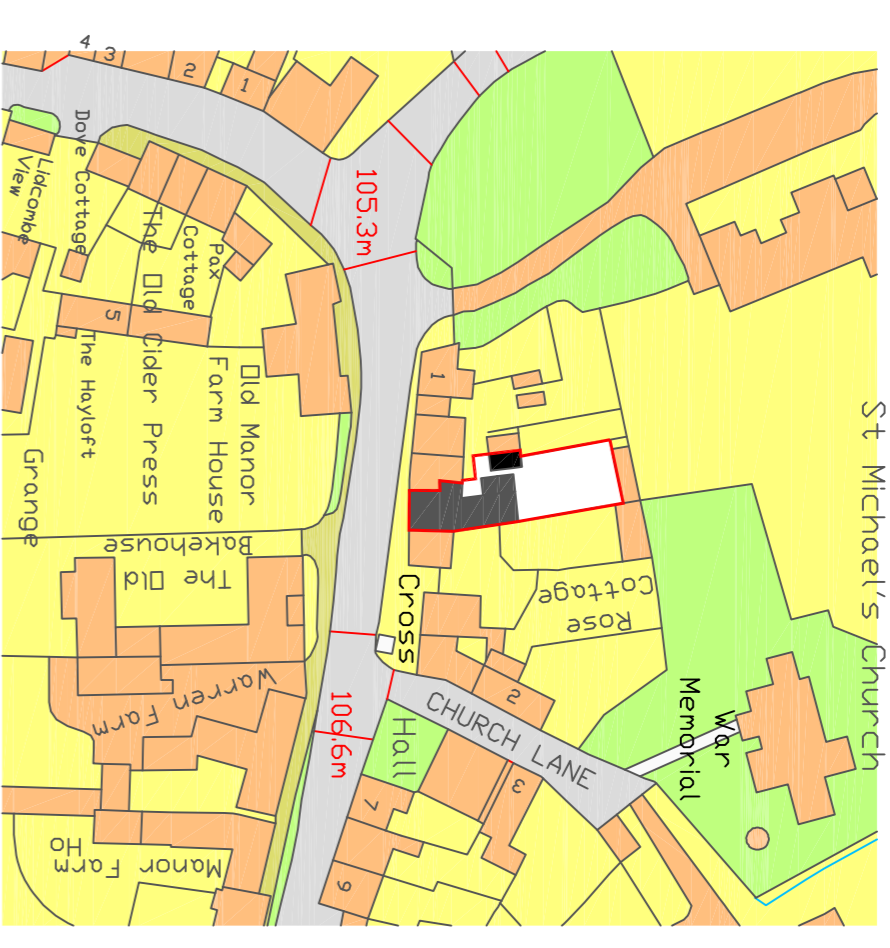 4
3
2
1
Dove Cottage
Lidcombe
View
105.3m
The Old Cider Press
Pax
Cottage
5
The Hayloft
Old Manor
Farm House
Grange
1
St Michael's Church
The Old
Bakehouse
Cross
Rose
Cottage
Warren Farm
106.6m
2
CHURCH LANE
War
Memorial
Hall
3
7
9
Manor Farm
Ho